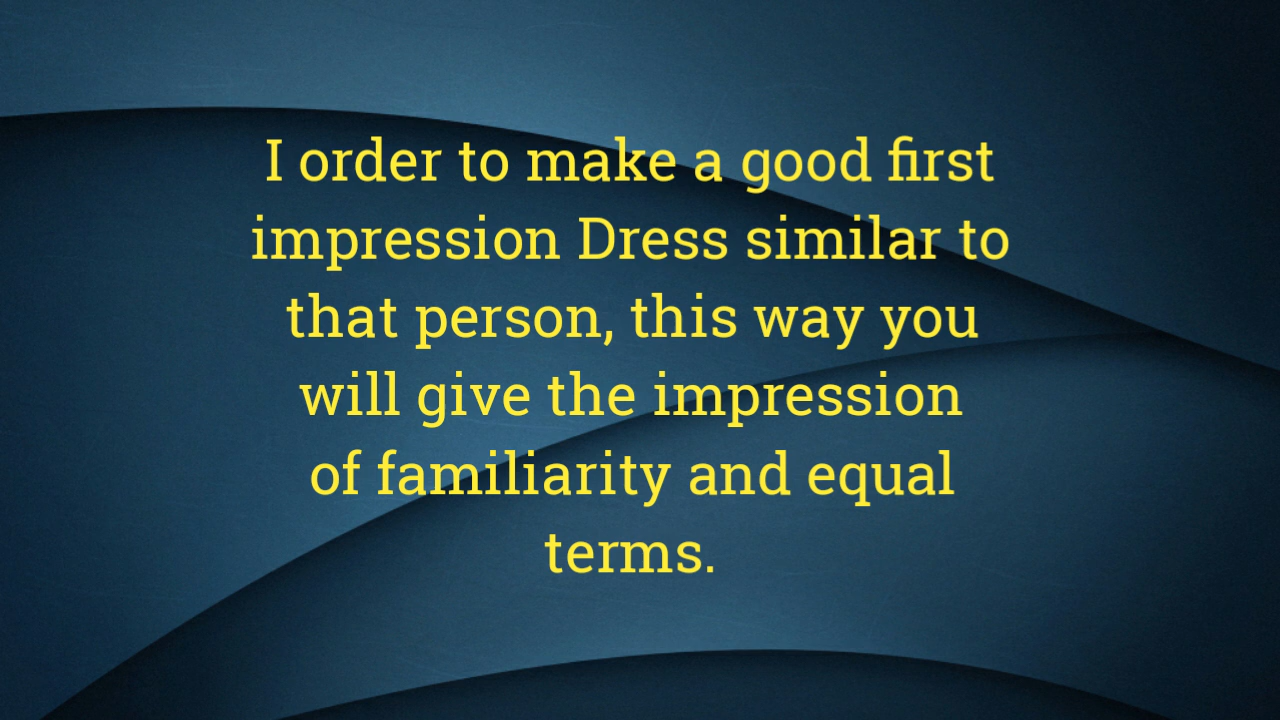 I order to make a good first
impression Dress similar to
that person, this way you
will give the impression
of familiarity and equal
terms.